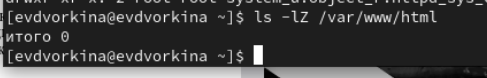 [evdvorkina@evdvorkina ~]$ ls -lZ /var/www/html
итого 0
[evdvorkina@evdvorkina ~]$